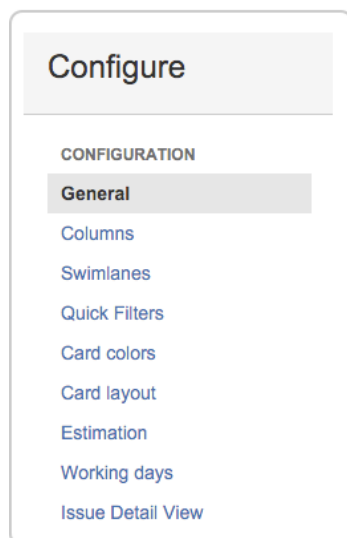 Configure
CONFIGURATION
General
Columns
Swimlanes
Quick Filters
Card colors
Card layout
Estimation
Working days
Issue Detail View